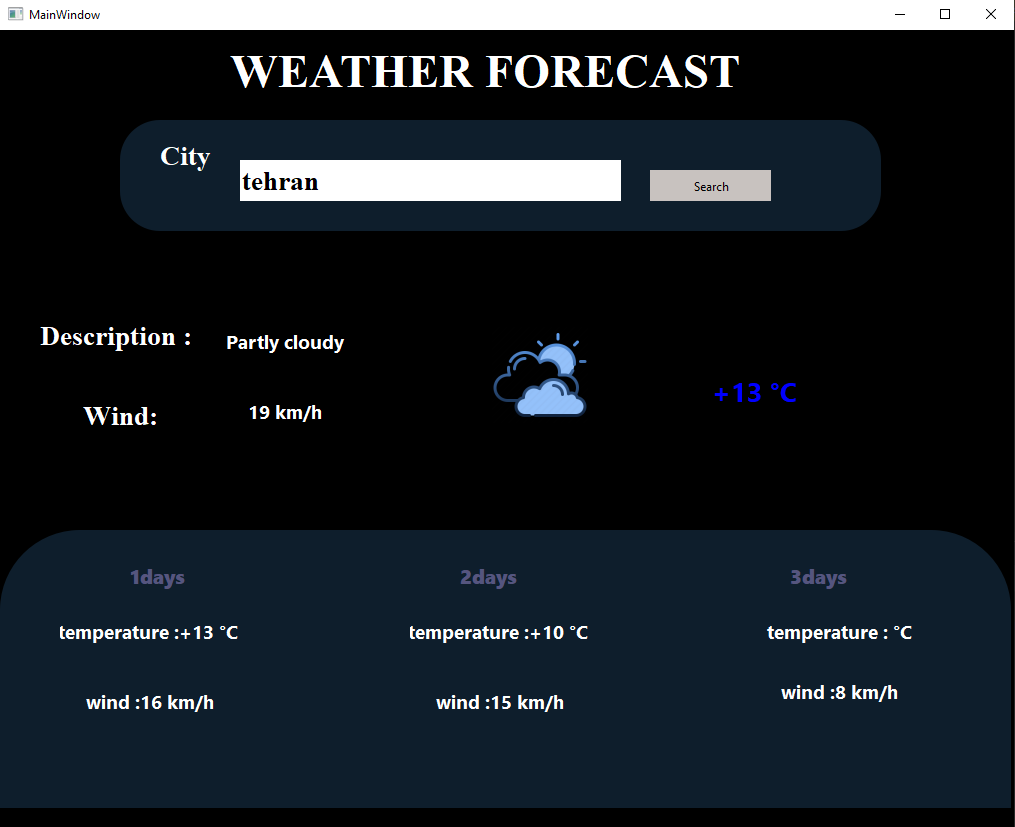 MainWindow
WEATHER FORECAST
City
tehran
Search
Description :
Partly cloudy
+13 °C
Wind:
19 km/h
1days
2days
3days
temperature :+13 °C
temperature :+10 °C
temperature : °C
wind :16 km/h
wind :15 km/h
wind :8 km/h